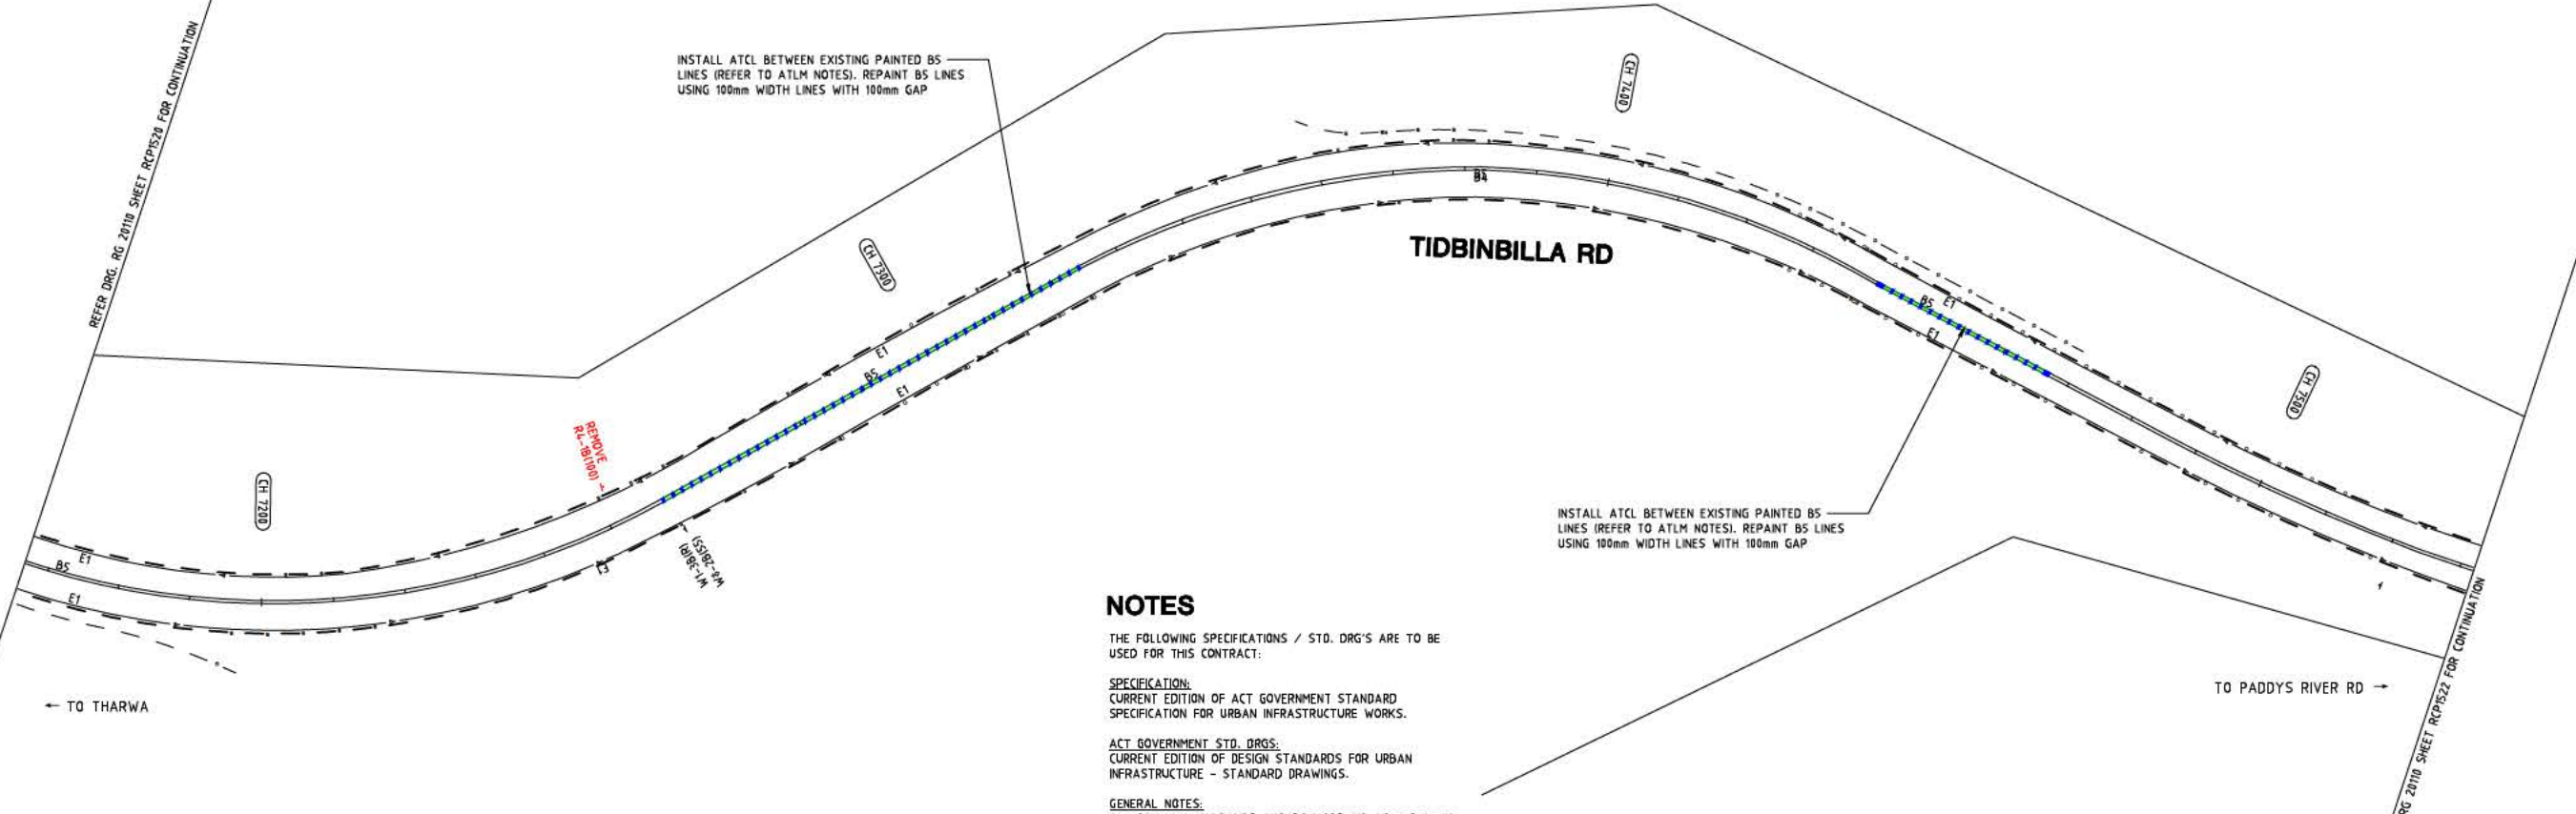 REFER DRG. RG 20110 SHEET RCP1520 FOR CONTINUATION
INSTALL ATCL BETWEEN EXISTING PAINTED B5
LINES (REFER TO ATLM NOTES). REPAINT B5 LINES
USING 100mm WIDTH LINES WITH 100mm GAP
CH 7400
CH 7300
B4
TIDBINBILLA RD
B5
E1
E1
E1
B5
E1
CH 7500
REMOVE
R4-1B(100)
CH 7200
W1-3B(R)
W8-2B(55)
E1
B5
E1
INSTALL ATCL BETWEEN EXISTING PAINTED B5
LINES (REFER TO ATLM NOTES). REPAINT B5 LINES
USING 100mm WIDTH LINES WITH 100mm GAP
NOTES
THE FOLLOWING SPECIFICATIONS / STD. DRG'S ARE TO BE
USED FOR THIS CONTRACT:
SPECIFICATION:
CURRENT EDITION OF ACT GOVERNMENT STANDARD
SPECIFICATION FOR URBAN INFRASTRUCTURE WORKS.
ACT GOVERNMENT STD. DRGS:
CURRENT EDITION OF DESIGN STANDARDS FOR URBAN
INFRASTRUCTURE - STANDARD DRAWINGS.
GENERAL NOTES:
← TO THARWA
TO PADDYS RIVER RD →
RG 20110 SHEET RCP1522 FOR CONTINUATION